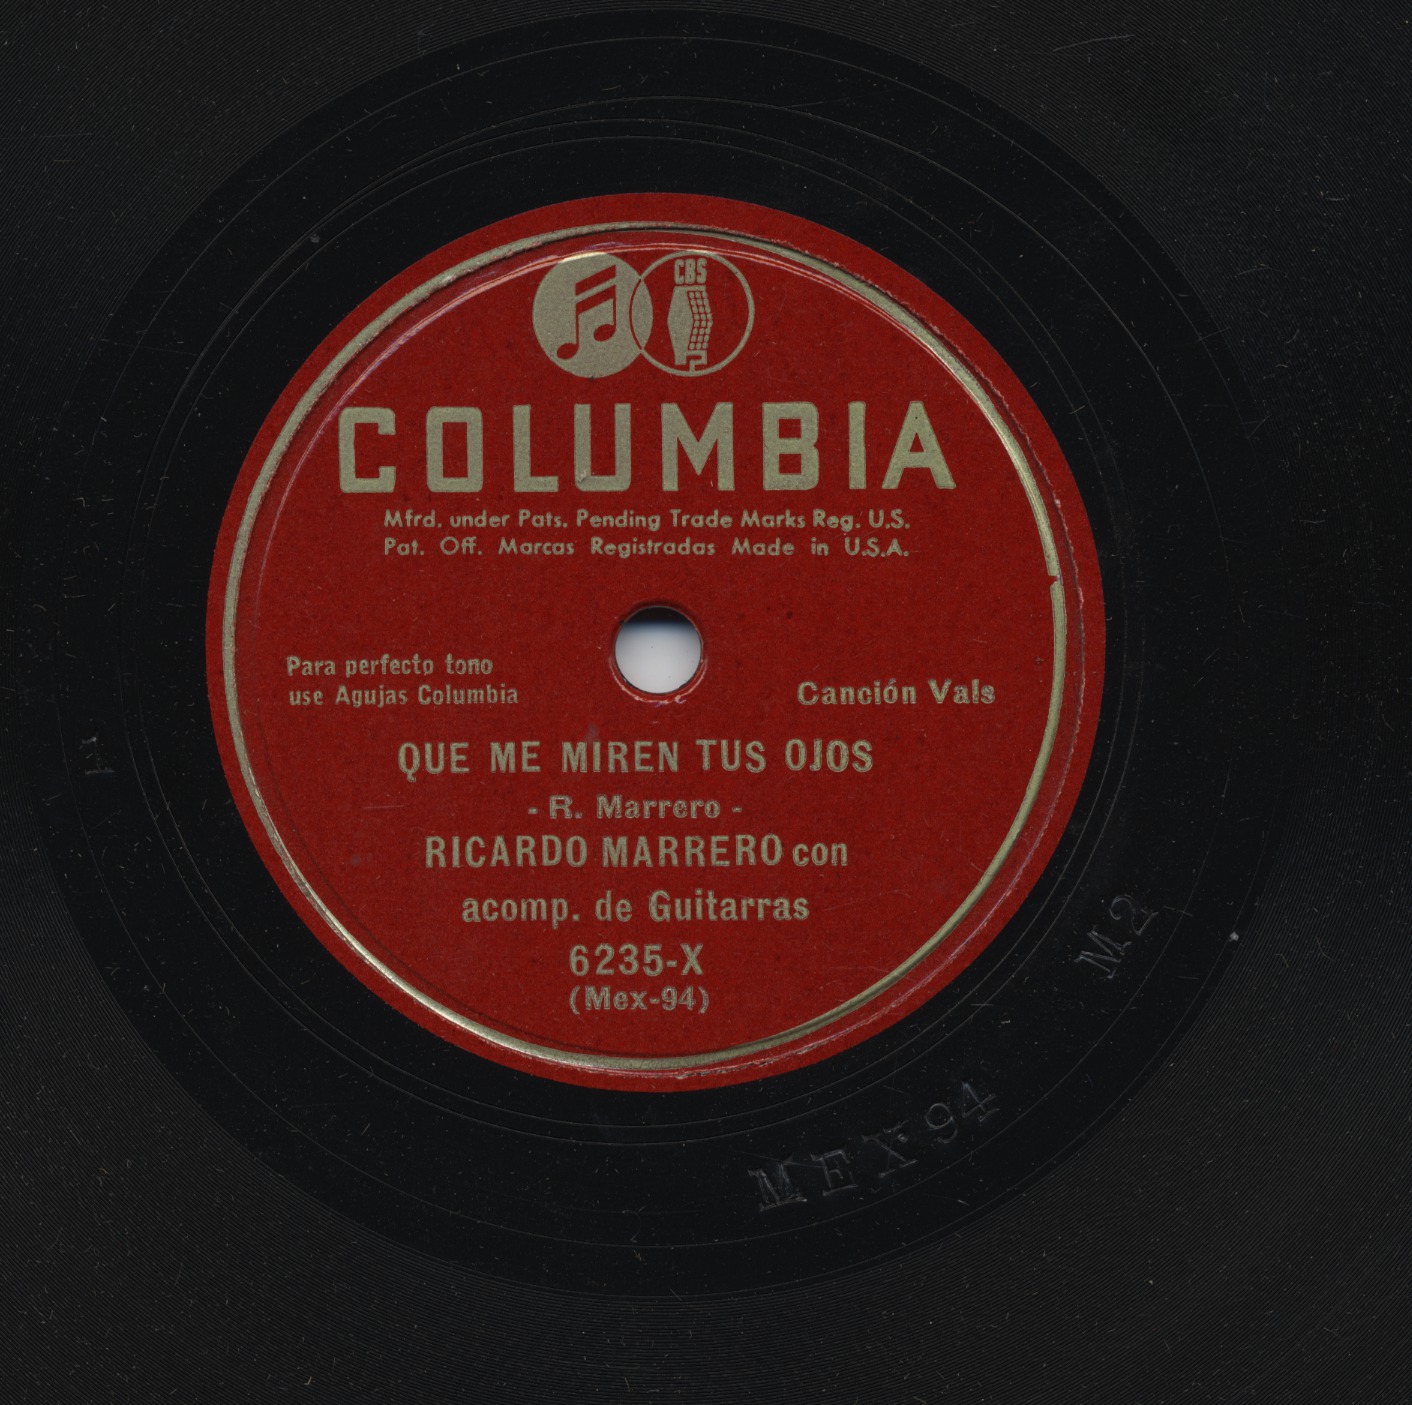 CBS
COLUMBIA
Mfrd. under Pats. Pending Trade Marks Reg. U.S.
Pat. Off. Marcas Registradas Made in U.S.A.
Para perfecto tono
use Agujas Columbia
Canción Vals
QUE ME MIREN TUS OJOS
- R. Marrero -
RICARDO MARRERO con
acomp. de Guitarras
6235-X
(Mex-94)
1
MEX94 M2